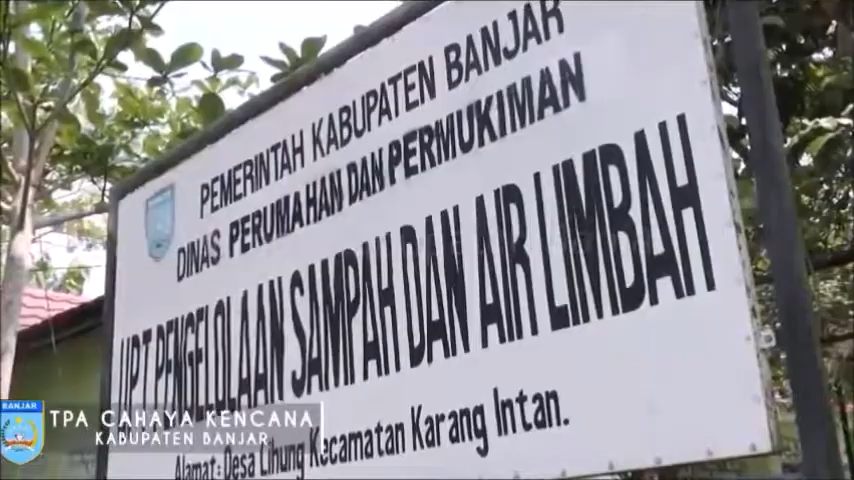 PEMERINTAH KABUPATEN BANJAR
DINAS PERUMAHAN DAN PERMUKIMAN
UPT PENGELOLAAN SAMPAH DAN AIR LIMBAH
Alamat: Desa Lihung Kecamatan Karang Intan.
BANJAR
TPA CAHAYA KENCANA
KABUPATEN BANJAR